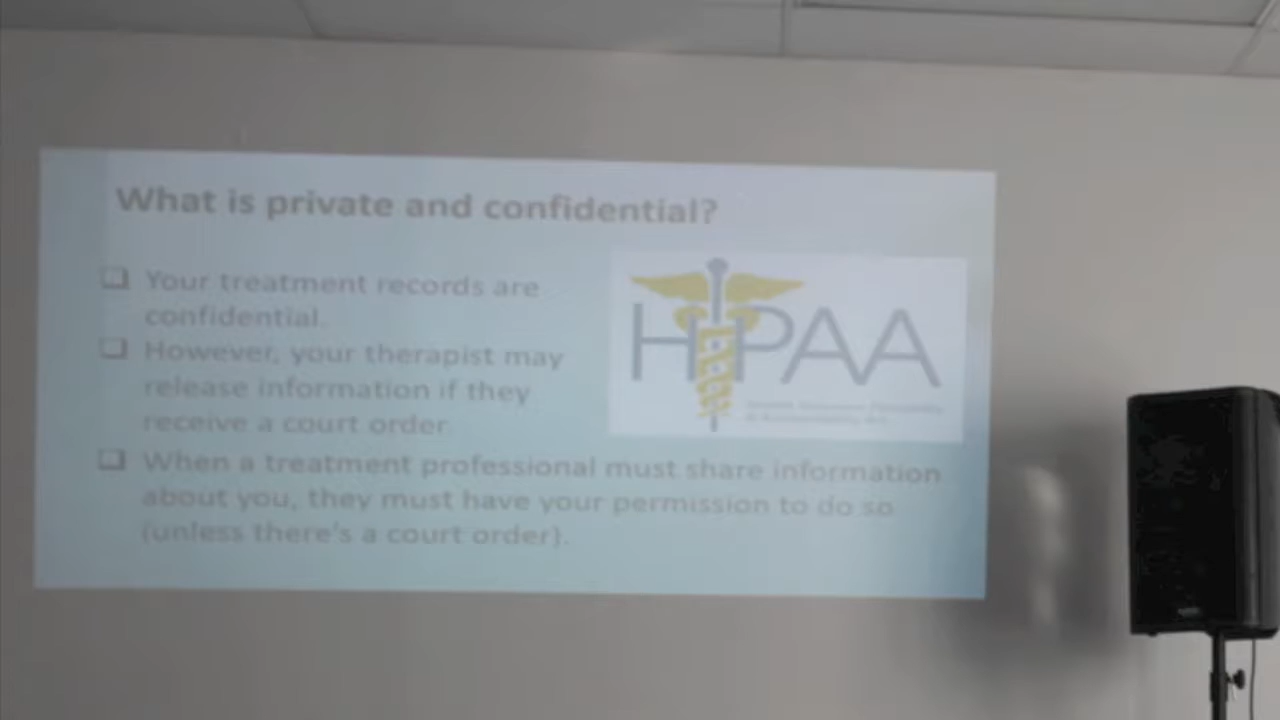 What is private and confidential?
Your treatment records are
confidential.
However, your therapist may
release information if they
receive a court order.
HIPAA
When a treatment professional must share information
about you, they must have your permission to do so
(unless there's a court order).